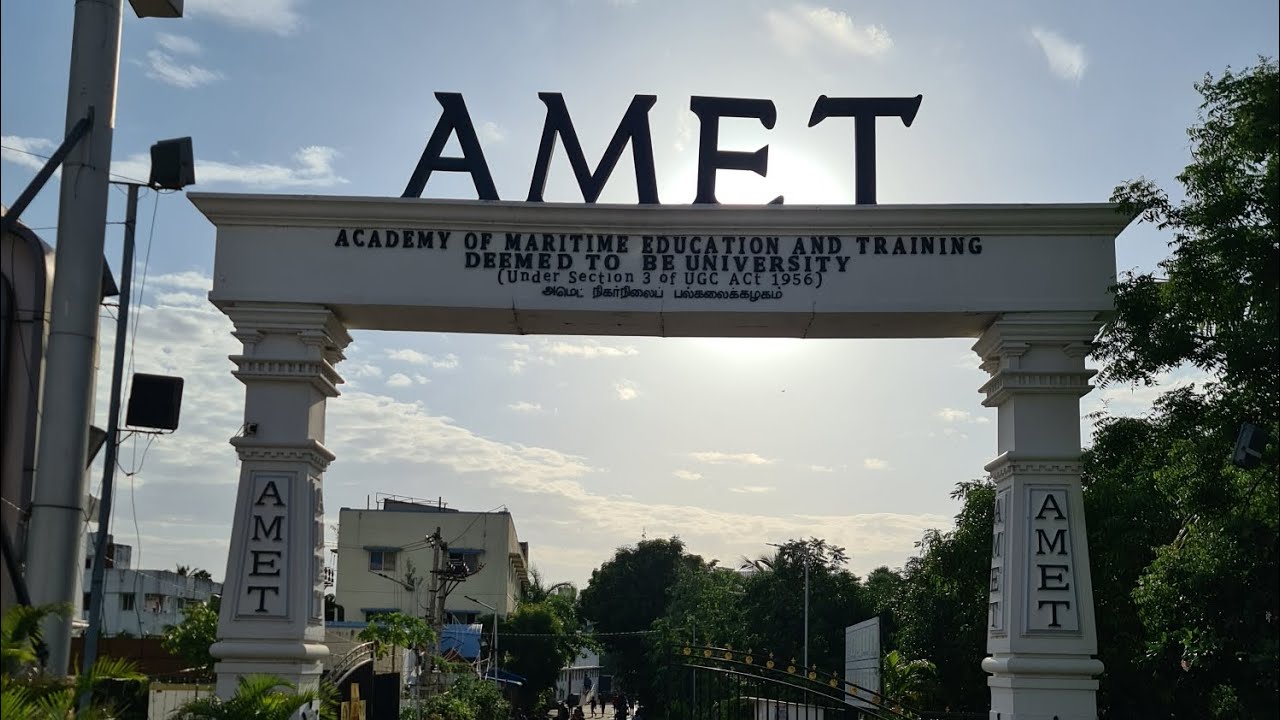 AMET
ACADEMY OF MARITIME EDUCATION AND TRAINING
DEEMED TO BE UNIVERSITY
(Under Section 3 of UGC ACt 1956)
அமெட் நிகர்நிலைப் பல்கலைக்கழகம்
AMET
AMET
AMET